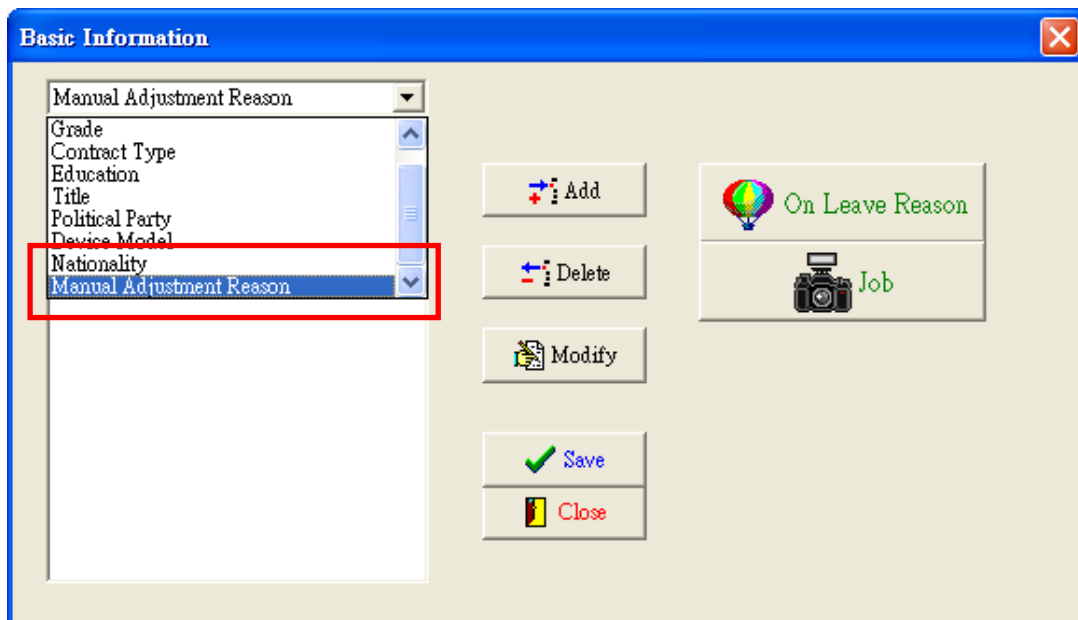 Basic Information
Manual Adjustment Reason
Grade
Contract Type
Education
Title
Political Party
Device Model
Nationality
Manual Adjustment Reason
Add
Delete
Modify
Save
Close
On Leave Reason
Job